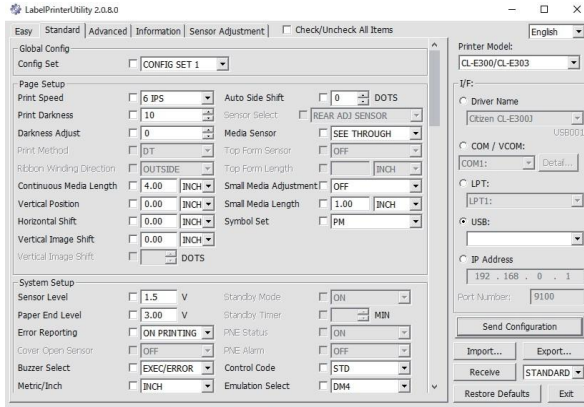 LabelPrinterUtility 2.0.8.0
Easy Standard Advanced Information Sensor Adjustment Check/Uncheck All Items English
Global Config
Config Set CONFIG SET 1
Page Setup
Print Speed 6 IPS Auto Side Shift 0 DOTS
Print Darkness 10 Sensor Select REAR ADJ SENSOR
Darkness Adjust 0 Media Sensor SEE THROUGH
Print Method DT Top Form Sensor OFF
Ribbon Winding Direction OUTSIDE Top Form Length INCH
Continuous Media Length 4.00 INCH Small Media Adjustment OFF
Vertical Position 0.00 INCH Small Media Length 1.00 INCH
Horizontal Shift 0.00 INCH Symbol Set PM
Vertical Image Shift 0.00 INCH
Vertical Image Shift DOTS
System Setup
Sensor Level 1.5 V Standby Mode ON
Paper End Level 3.00 V Standby Timer MIN
Error Reporting ON PRINTING PNE Status ON
Cover Open Sensor OFF PNE Alarm OFF
Buzzer Select EXEC/ERROR Control Code STD
Metric/Inch INCH Emulation Select DM4
Printer Model:
CL-E300/CL-E303
I/F:
Driver Name
Citizen CL-E300J
USB001
COM / VCOM:
COM1: Detail...
LPT:
LPT1:
USB:
IP Address
192 . 168 . 0 . 1
Port Number: 9100
Send Configuration
Import... Export...
Receive STANDARD
Restore Defaults Exit